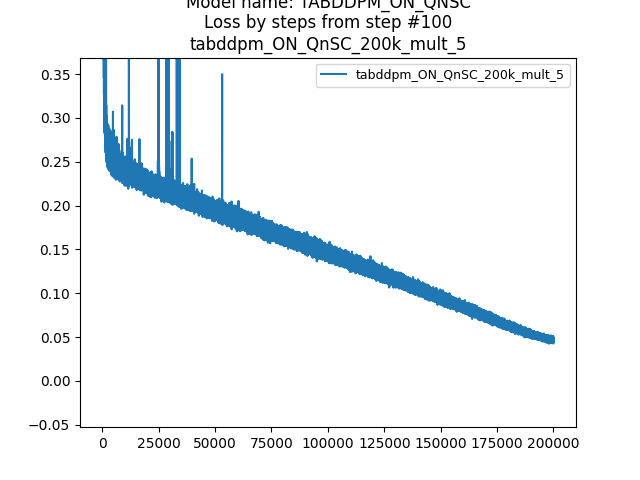 Model name: TABDDPM_ON_QNSC
Loss by steps from step #100
tabddpm_ON_QnSC_200k_mult_5
tabddpm_ON_QnSC_200k_mult_5
0.35
0.30
0.25
0.20
0.15
0.10
0.05
0.00
−0.05
0 25000 50000 75000 100000 125000 150000 175000 200000